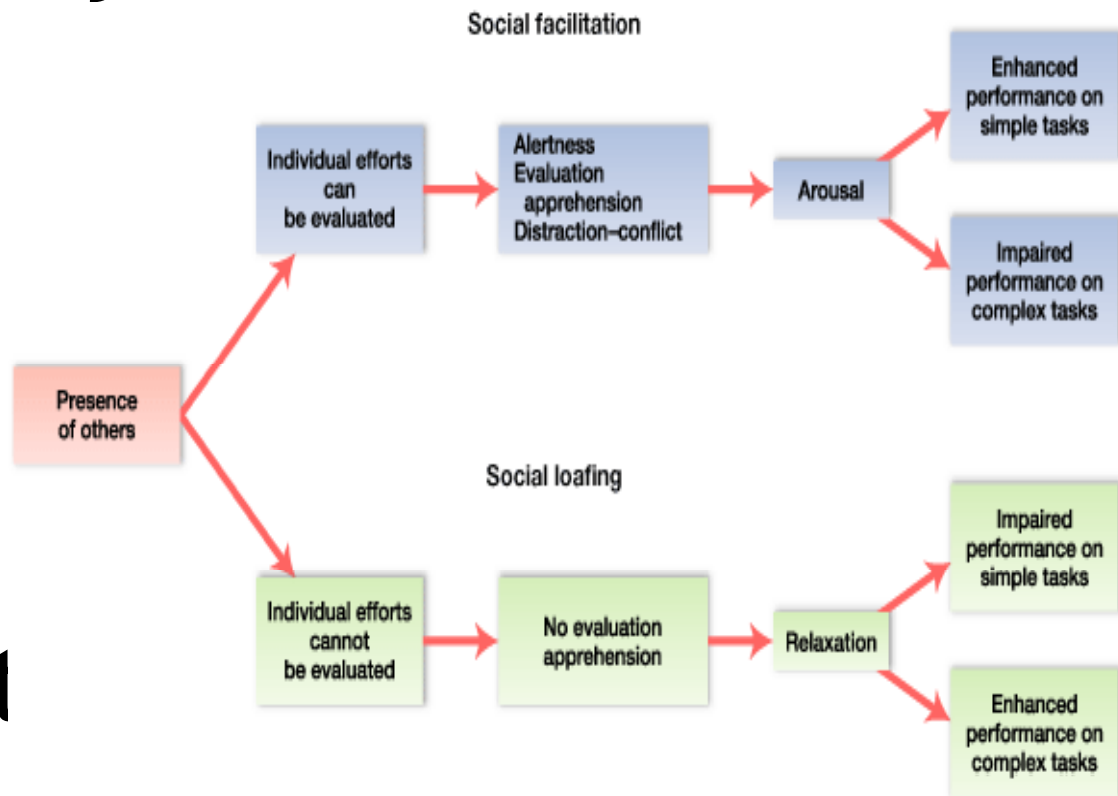 Social facilitation
Enhanced
performance on
simple tasks
Individual efforts
can
be evaluated
Alertness
Evaluation
apprehension
Distraction–conflict
Arousal
Impaired
performance on
complex tasks
Presence
of others
Social loafing
Impaired
performance on
simple tasks
Individual efforts
cannot
be evaluated
No evaluation
apprehension
Relaxation
Enhanced
performance on
complex tasks